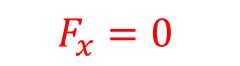 Fₓ = 0